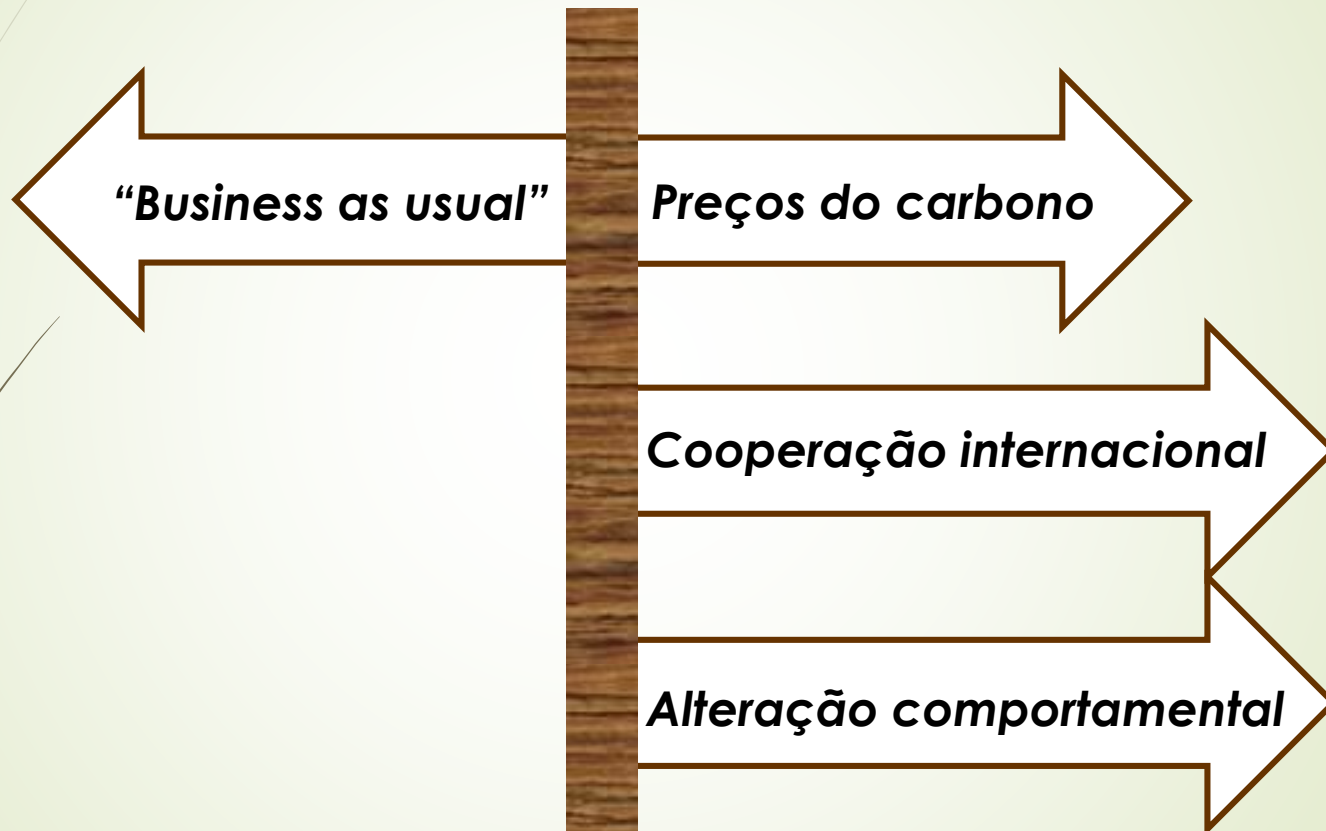 “Business as usual”
Preços do carbono
Cooperação internacional
Alteração comportamental